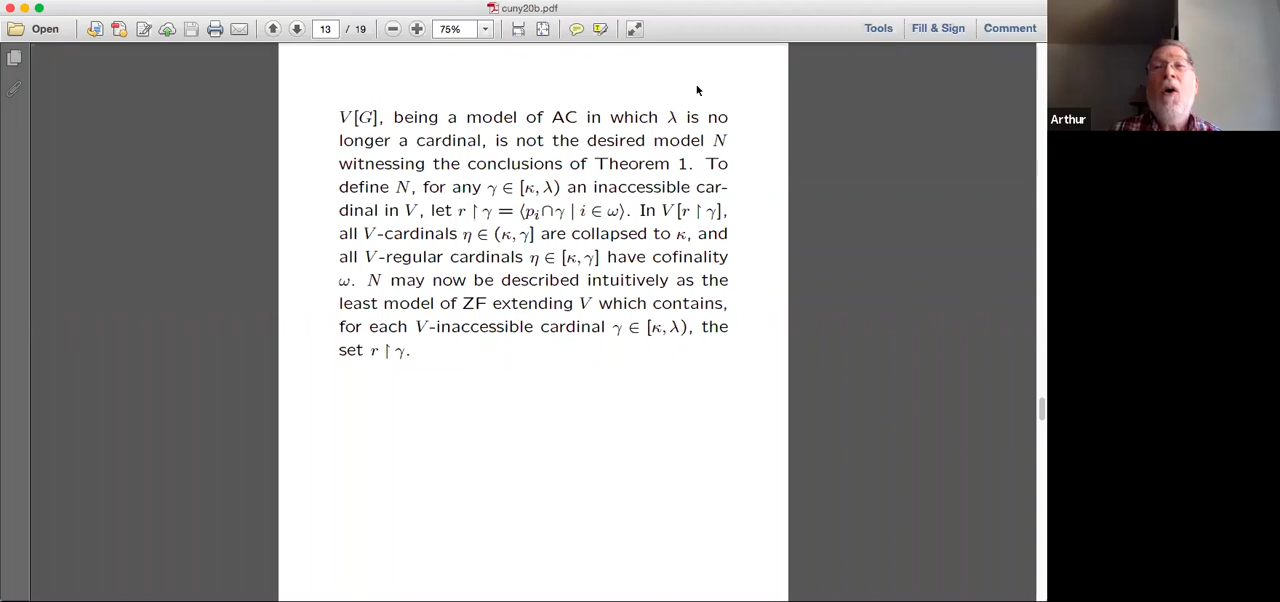 cuny20b.pdf
Open 13 / 19 75% Tools Fill & Sign Comment
V[G], being a model of AC in which λ is no
longer a cardinal, is not the desired model N
witnessing the conclusions of Theorem 1. To
define N, for any γ ∈ [κ, λ) an inaccessible car-
dinal in V, let r ↾ γ = ⟨pᵢ ∩ γ | i ∈ ω⟩. In V[r ↾ γ],
all V-cardinals η ∈ (κ, γ] are collapsed to κ, and
all V-regular cardinals η ∈ [κ, γ] have cofinality
ω. N may now be described intuitively as the
least model of ZF extending V which contains,
for each V-inaccessible cardinal γ ∈ [κ, λ), the
set r ↾ γ.
Arthur